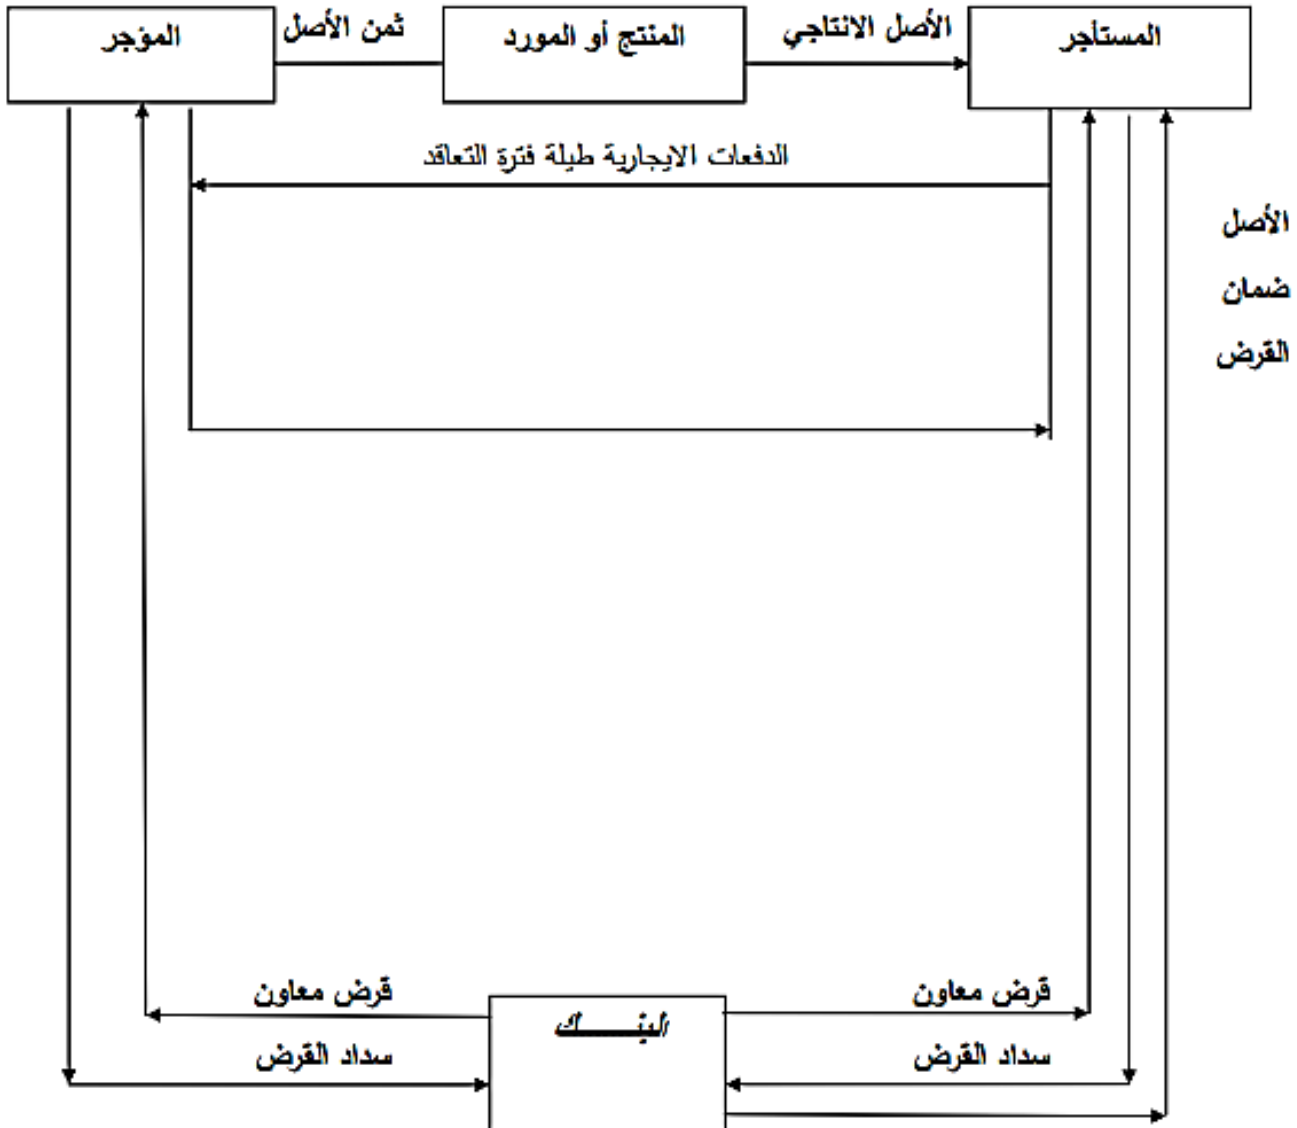 المستأجر
الأصل الانتاجي
المنتج أو المورد
ثمن الأصل
المؤجر
الدفعات الايجارية طيلة فترة التعاقد
الأصل
ضمان
القرض
قرض معاون
قرض معاون
البنــــــك
سداد القرض
سداد القرض